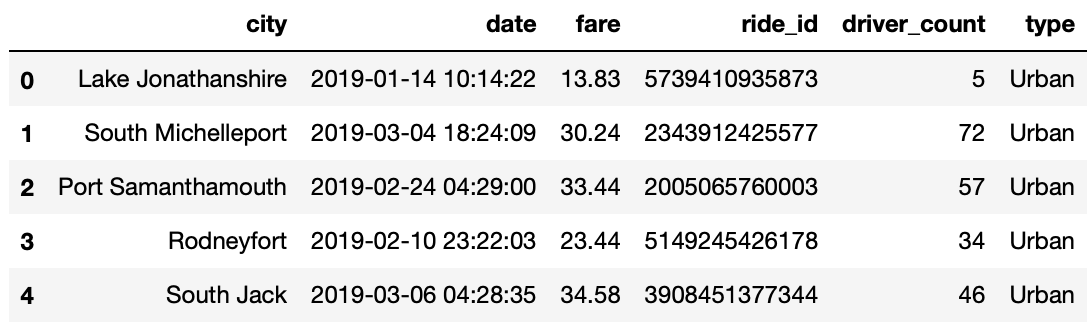 city date fare ride_id driver_count type
0 Lake Jonathanshire 2019-01-14 10:14:22 13.83 5739410935873 5 Urban
1 South Michelleport 2019-03-04 18:24:09 30.24 2343912425577 72 Urban
2 Port Samanthamouth 2019-02-24 04:29:00 33.44 2005065760003 57 Urban
3 Rodneyfort 2019-02-10 23:22:03 23.44 5149245426178 34 Urban
4 South Jack 2019-03-06 04:28:35 34.58 3908451377344 46 Urban